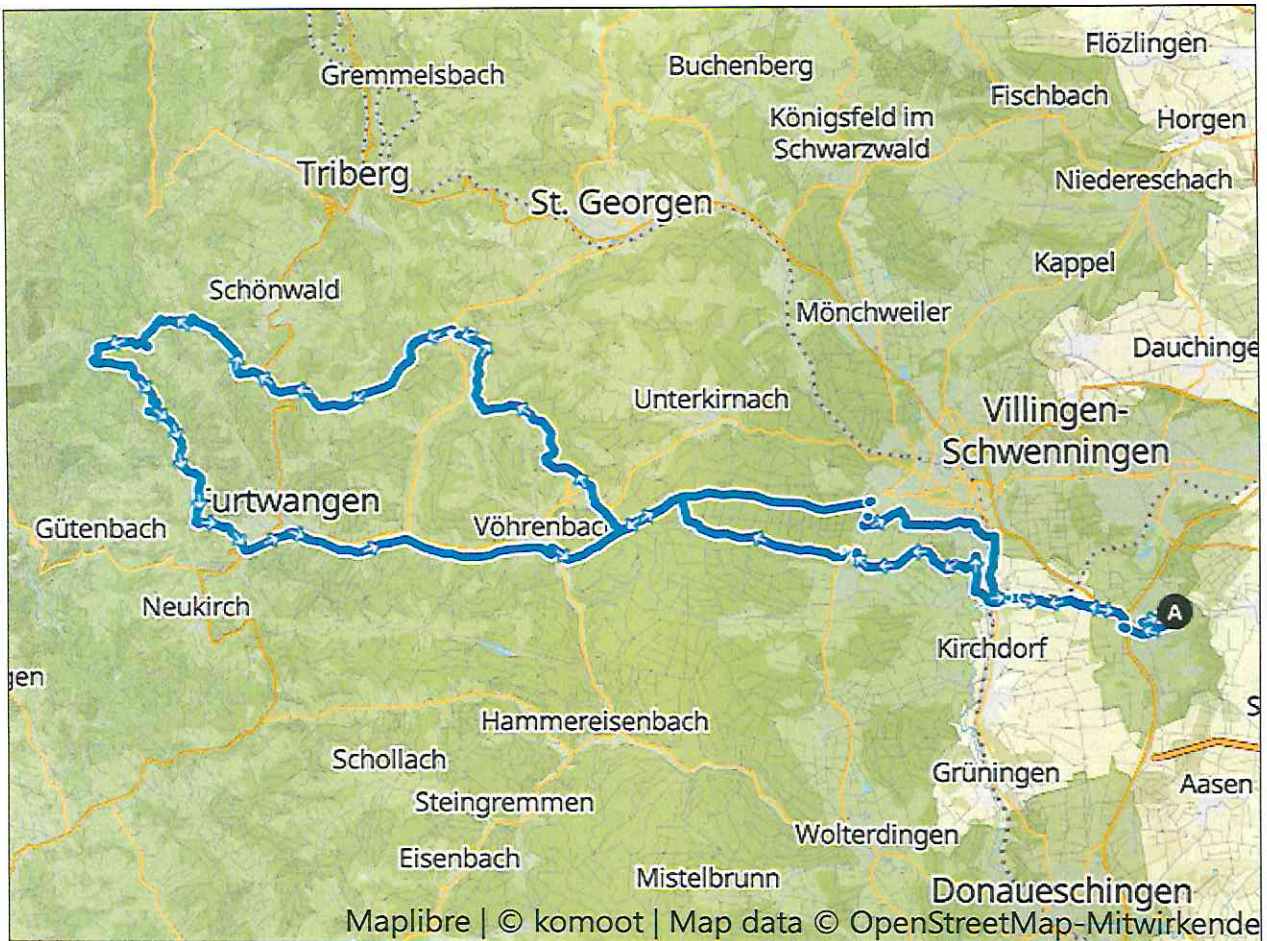 Flözlingen
Gremmelsbach
Buchenberg
Fischbach
Königsfeld im
Schwarzwald
Horgen
Triberg
Niedereschach
St. Georgen
Kappel
Schönwald
Mönchweiler
Dauchinge
Unterkirnach
Villingen-
Schwenningen
furtwangen
Gütenbach
Vöhrenbac
Neukirch
A
Kirchdorf
gen
S
Hammereisenbach
Schollach
Grüningen
Aasen
Steingremmen
Wolterdingen
Eisenbach
Mistelbrunn
Donaueschingen
Maplibre | © komoot | Map data © OpenStreetMap-Mitwirkende